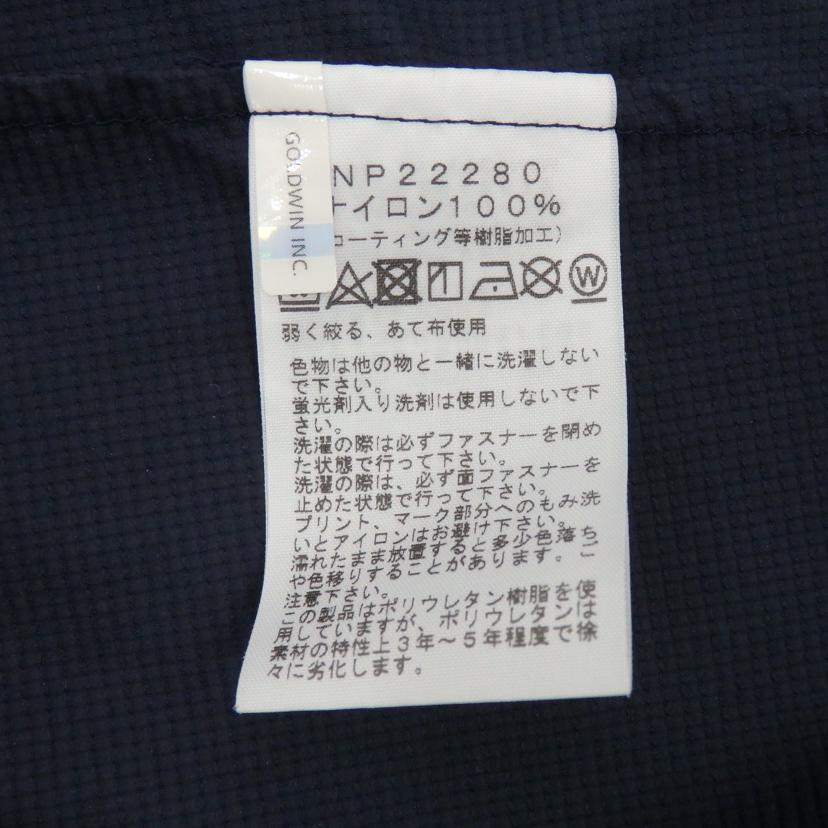 GOLDWIN INC.
NP22280
ナイロン100%
コーティング等樹脂加工)
W
弱く絞る、あて布使用
色物は他の物と一緒に洗濯しない
で下さい。
蛍光剤入り洗剤は使用しないで下
さい。
洗濯の際は必ずファスナーを閉め
た状態で行って下さい。
洗濯の際は、必ず面ファスナーを
止めた状態で行って下さい。
プリント、マーク部分へのもみ洗
いとアイロンはお避け下さい。
濡れたまま放置すると多少色落ち
や色移りすることがあります。ご
注意下さい。
この製品はポリウレタン樹脂を使
用していますが、ポリウレタンは
素材の特性上3年～5年程度で徐
々に劣化します。